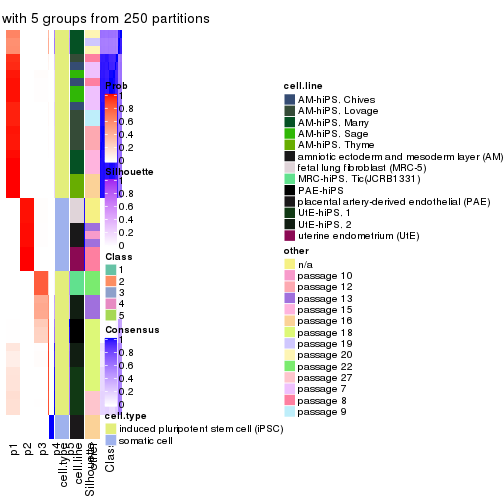 with 5 groups from 250 partitions
Prob
1
0.8
0.6
0.4
0.2
0
Silhouette
1
0.8
0.6
0.4
0.2
0
Class
1
2
3
4
5
Consensus
1
0.8
0.6
0.4
0.2
0
cell.type
induced pluripotent stem cell (iPSC)
somatic cell
p1
p2
p3
p4
p5
cell.type
cell.line
Silhouette
other
Class
cell.line
AM-hiPS. Chives
AM-hiPS. Lovage
AM-hiPS. Marry
AM-hiPS. Sage
AM-hiPS. Thyme
amniotic ectoderm and mesoderm layer (AM)
fetal lung fibroblast (MRC-5)
MRC-hiPS. Tic(JCRB1331)
PAE-hiPS
placental artery-derived endothelial (PAE)
UtE-hiPS. 1
UtE-hiPS. 2
uterine endometrium (UtE)
other
n/a
passage 10
passage 12
passage 13
passage 15
passage 16
passage 18
passage 19
passage 20
passage 22
passage 27
passage 7
passage 8
passage 9